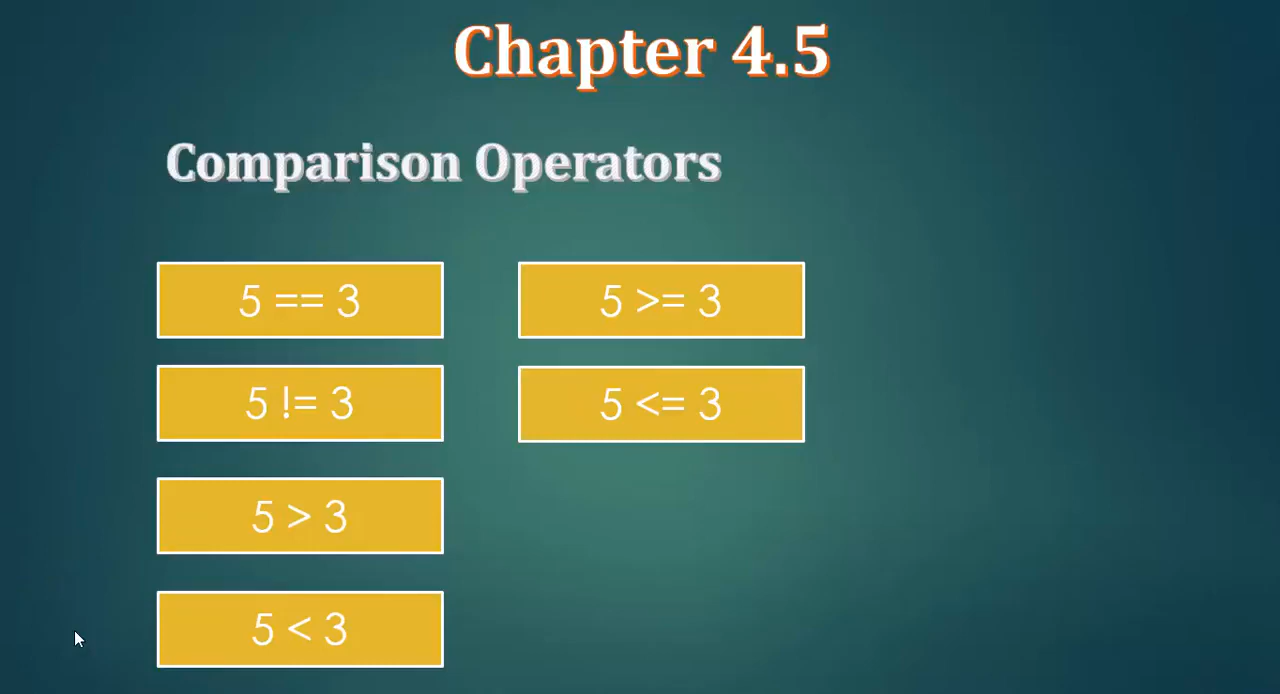 Chapter 4.5
Comparison Operators
5 == 3
5 != 3
5 > 3
5 < 3
5 >= 3
5 <= 3